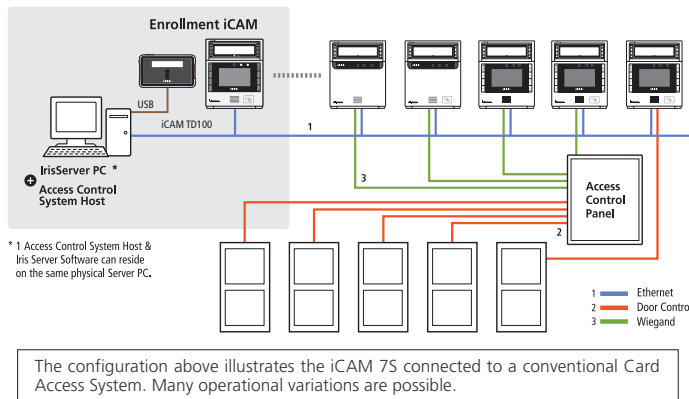 Enrollment iCAM
USB
iCAM TD100
1
IrisServer PC *
Access Control
System Host
3
Access
Control
Panel
2
* 1 Access Control System Host &
Iris Server Software can reside
on the same physical Server PC.
1 Ethernet
2 Door Contro
3 Wiegand
The configuration above illustrates the iCAM 7S connected to a conventional Card
Access System. Many operational variations are possible.